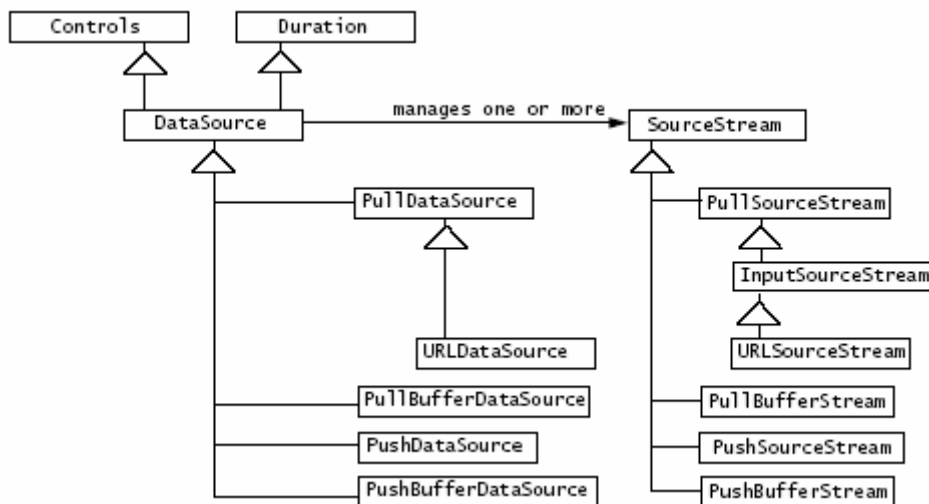 Controls
Duration
DataSource
manages one or more
SourceStream
PullDataSource
PullSourceStream
InputSourceStream
URLDataSource
URLSourceStream
PullBufferDataSource
PullBufferStream
PushDataSource
PushSourceStream
PushBufferDataSource
PushBufferStream